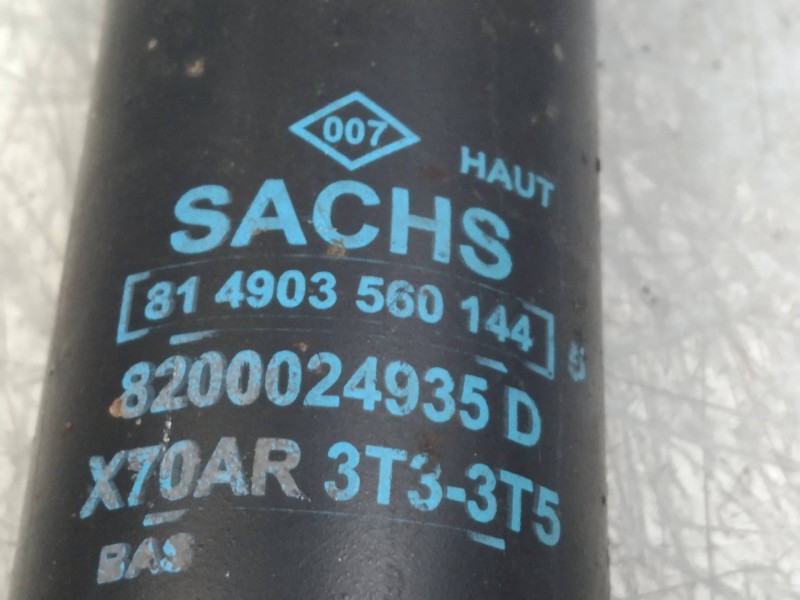 007
HAUT
SACHS
81 4903 560 144
8200024935 D
X70AR 3T3-3T5
BAS